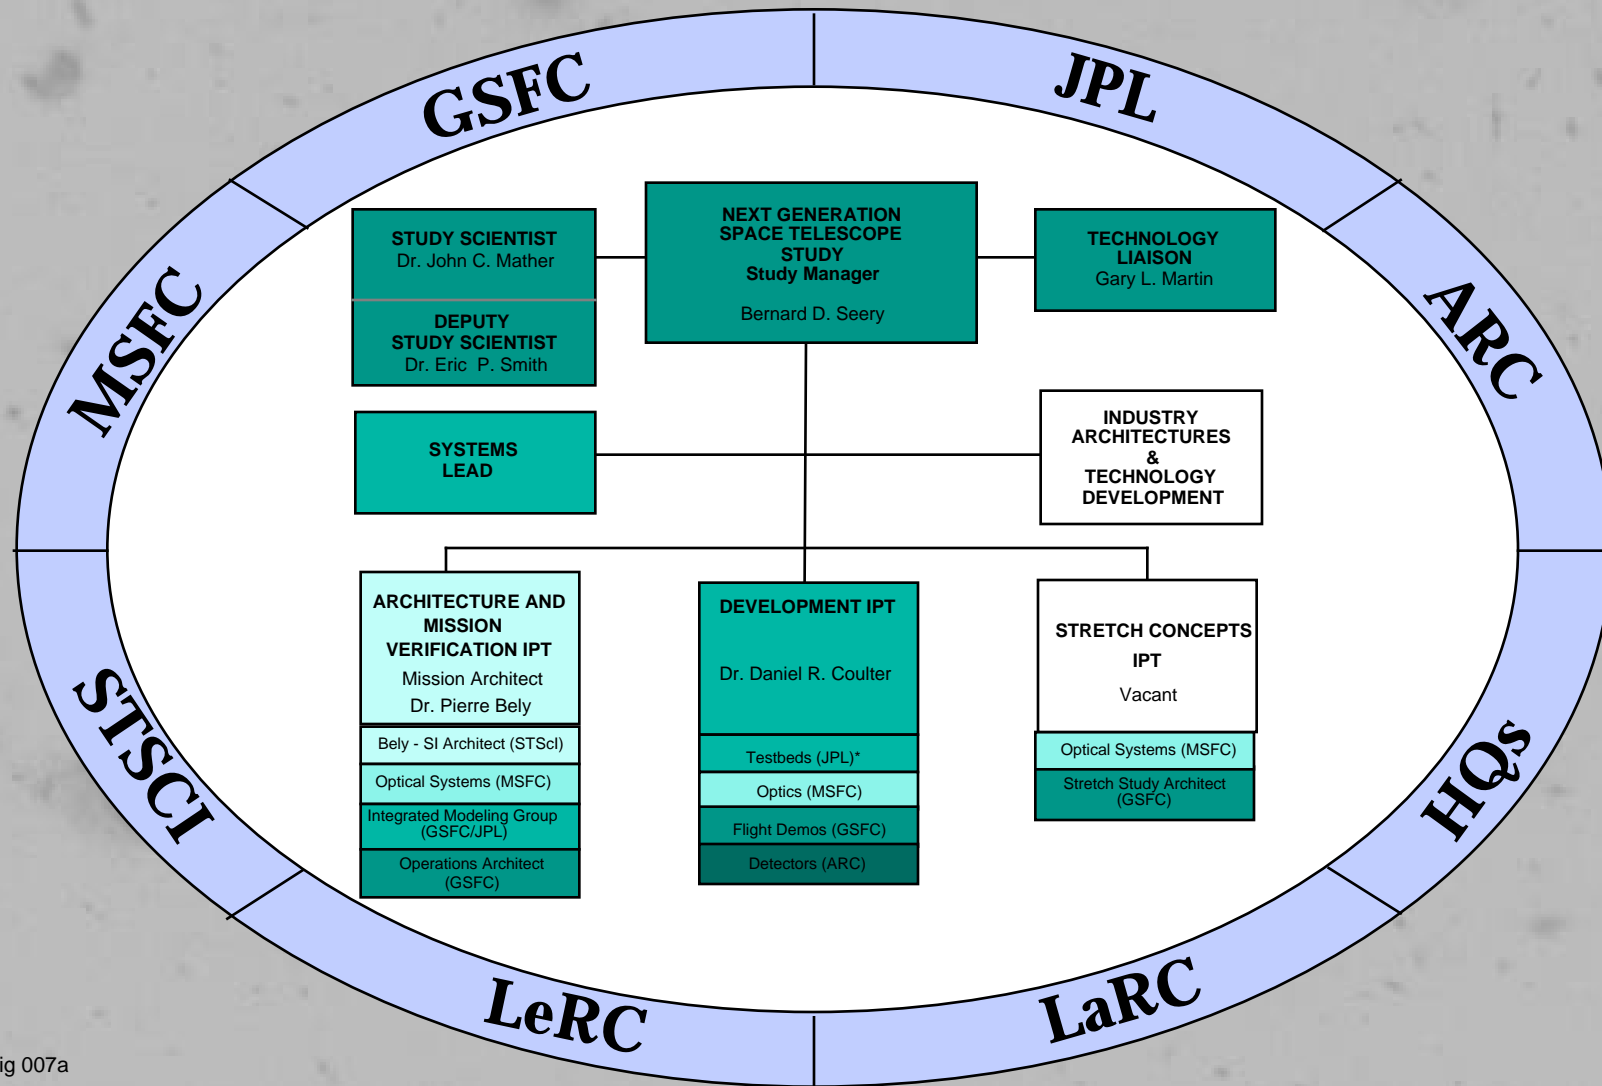 GSFC
JPL
MSFC
ARC
STSCI
HQs
LeRC
LaRC
STUDY SCIENTIST
Dr. John C. Mather
DEPUTY
STUDY SCIENTIST
Dr. Eric P. Smith
NEXT GENERATION
SPACE TELESCOPE
STUDY
Study Manager
Bernard D. Seery
TECHNOLOGY
LIAISON
Gary L. Martin
SYSTEMS
LEAD
INDUSTRY
ARCHITECTURES
&
TECHNOLOGY
DEVELOPMENT
ARCHITECTURE AND
MISSION
VERIFICATION IPT
Mission Architect
Dr. Pierre Bely
Bely - SI Architect (STScI)
Optical Systems (MSFC)
Integrated Modeling Group
(GSFC/JPL)
Operations Architect
(GSFC)
DEVELOPMENT IPT
Dr. Daniel R. Coulter
Testbeds (JPL)*
Optics (MSFC)
Flight Demos (GSFC)
Detectors (ARC)
STRETCH CONCEPTS
IPT
Vacant
Optical Systems (MSFC)
Stretch Study Architect
(GSFC)
ig 007a